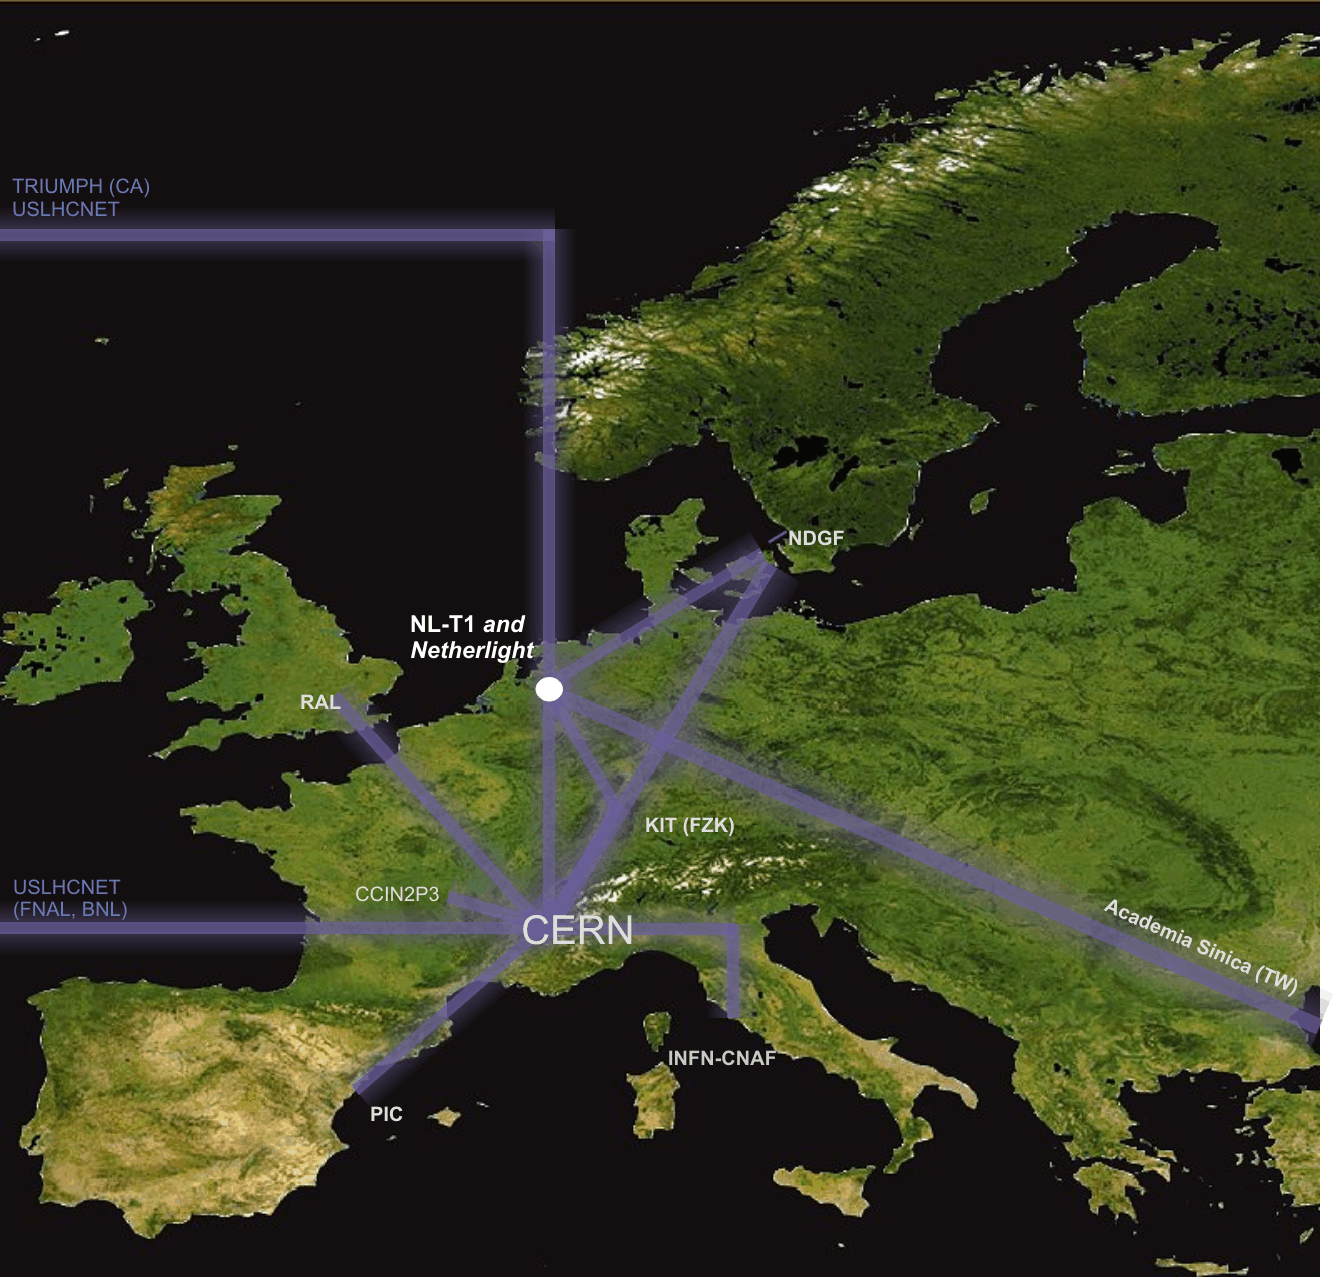 TRIUMPH (CA)
USLHCNET
NDGF
NL-T1 and
Netherlight
RAL
KIT (FZK)
CCIN2P3
USLHCNET
(FNAL, BNL)
CERN
Academia Sinica (TW)
INFN-CNAF
PIC